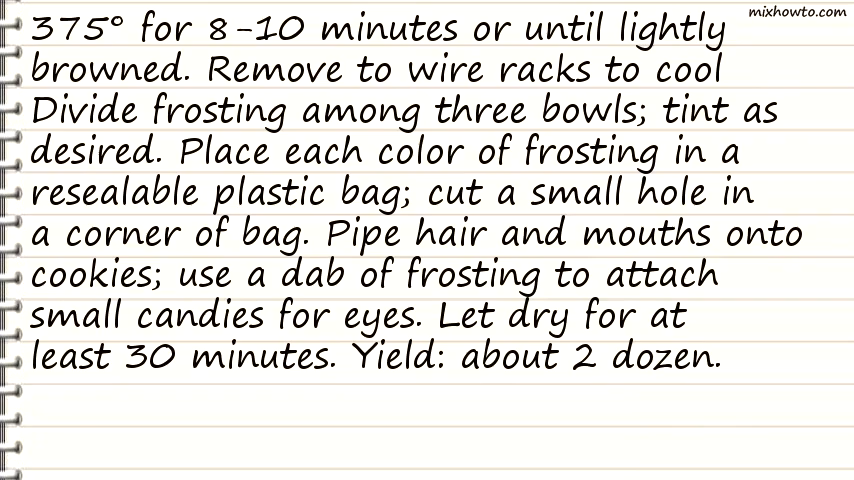 mixhowto.com
375° for 8-10 minutes or until lightly
browned. Remove to wire racks to cool
Divide frosting among three bowls; tint as
desired. Place each color of frosting in a
resealable plastic bag; cut a small hole in
a corner of bag. Pipe hair and mouths onto
cookies; use a dab of frosting to attach
small candies for eyes. Let dry for at
least 30 minutes. Yield: about 2 dozen.